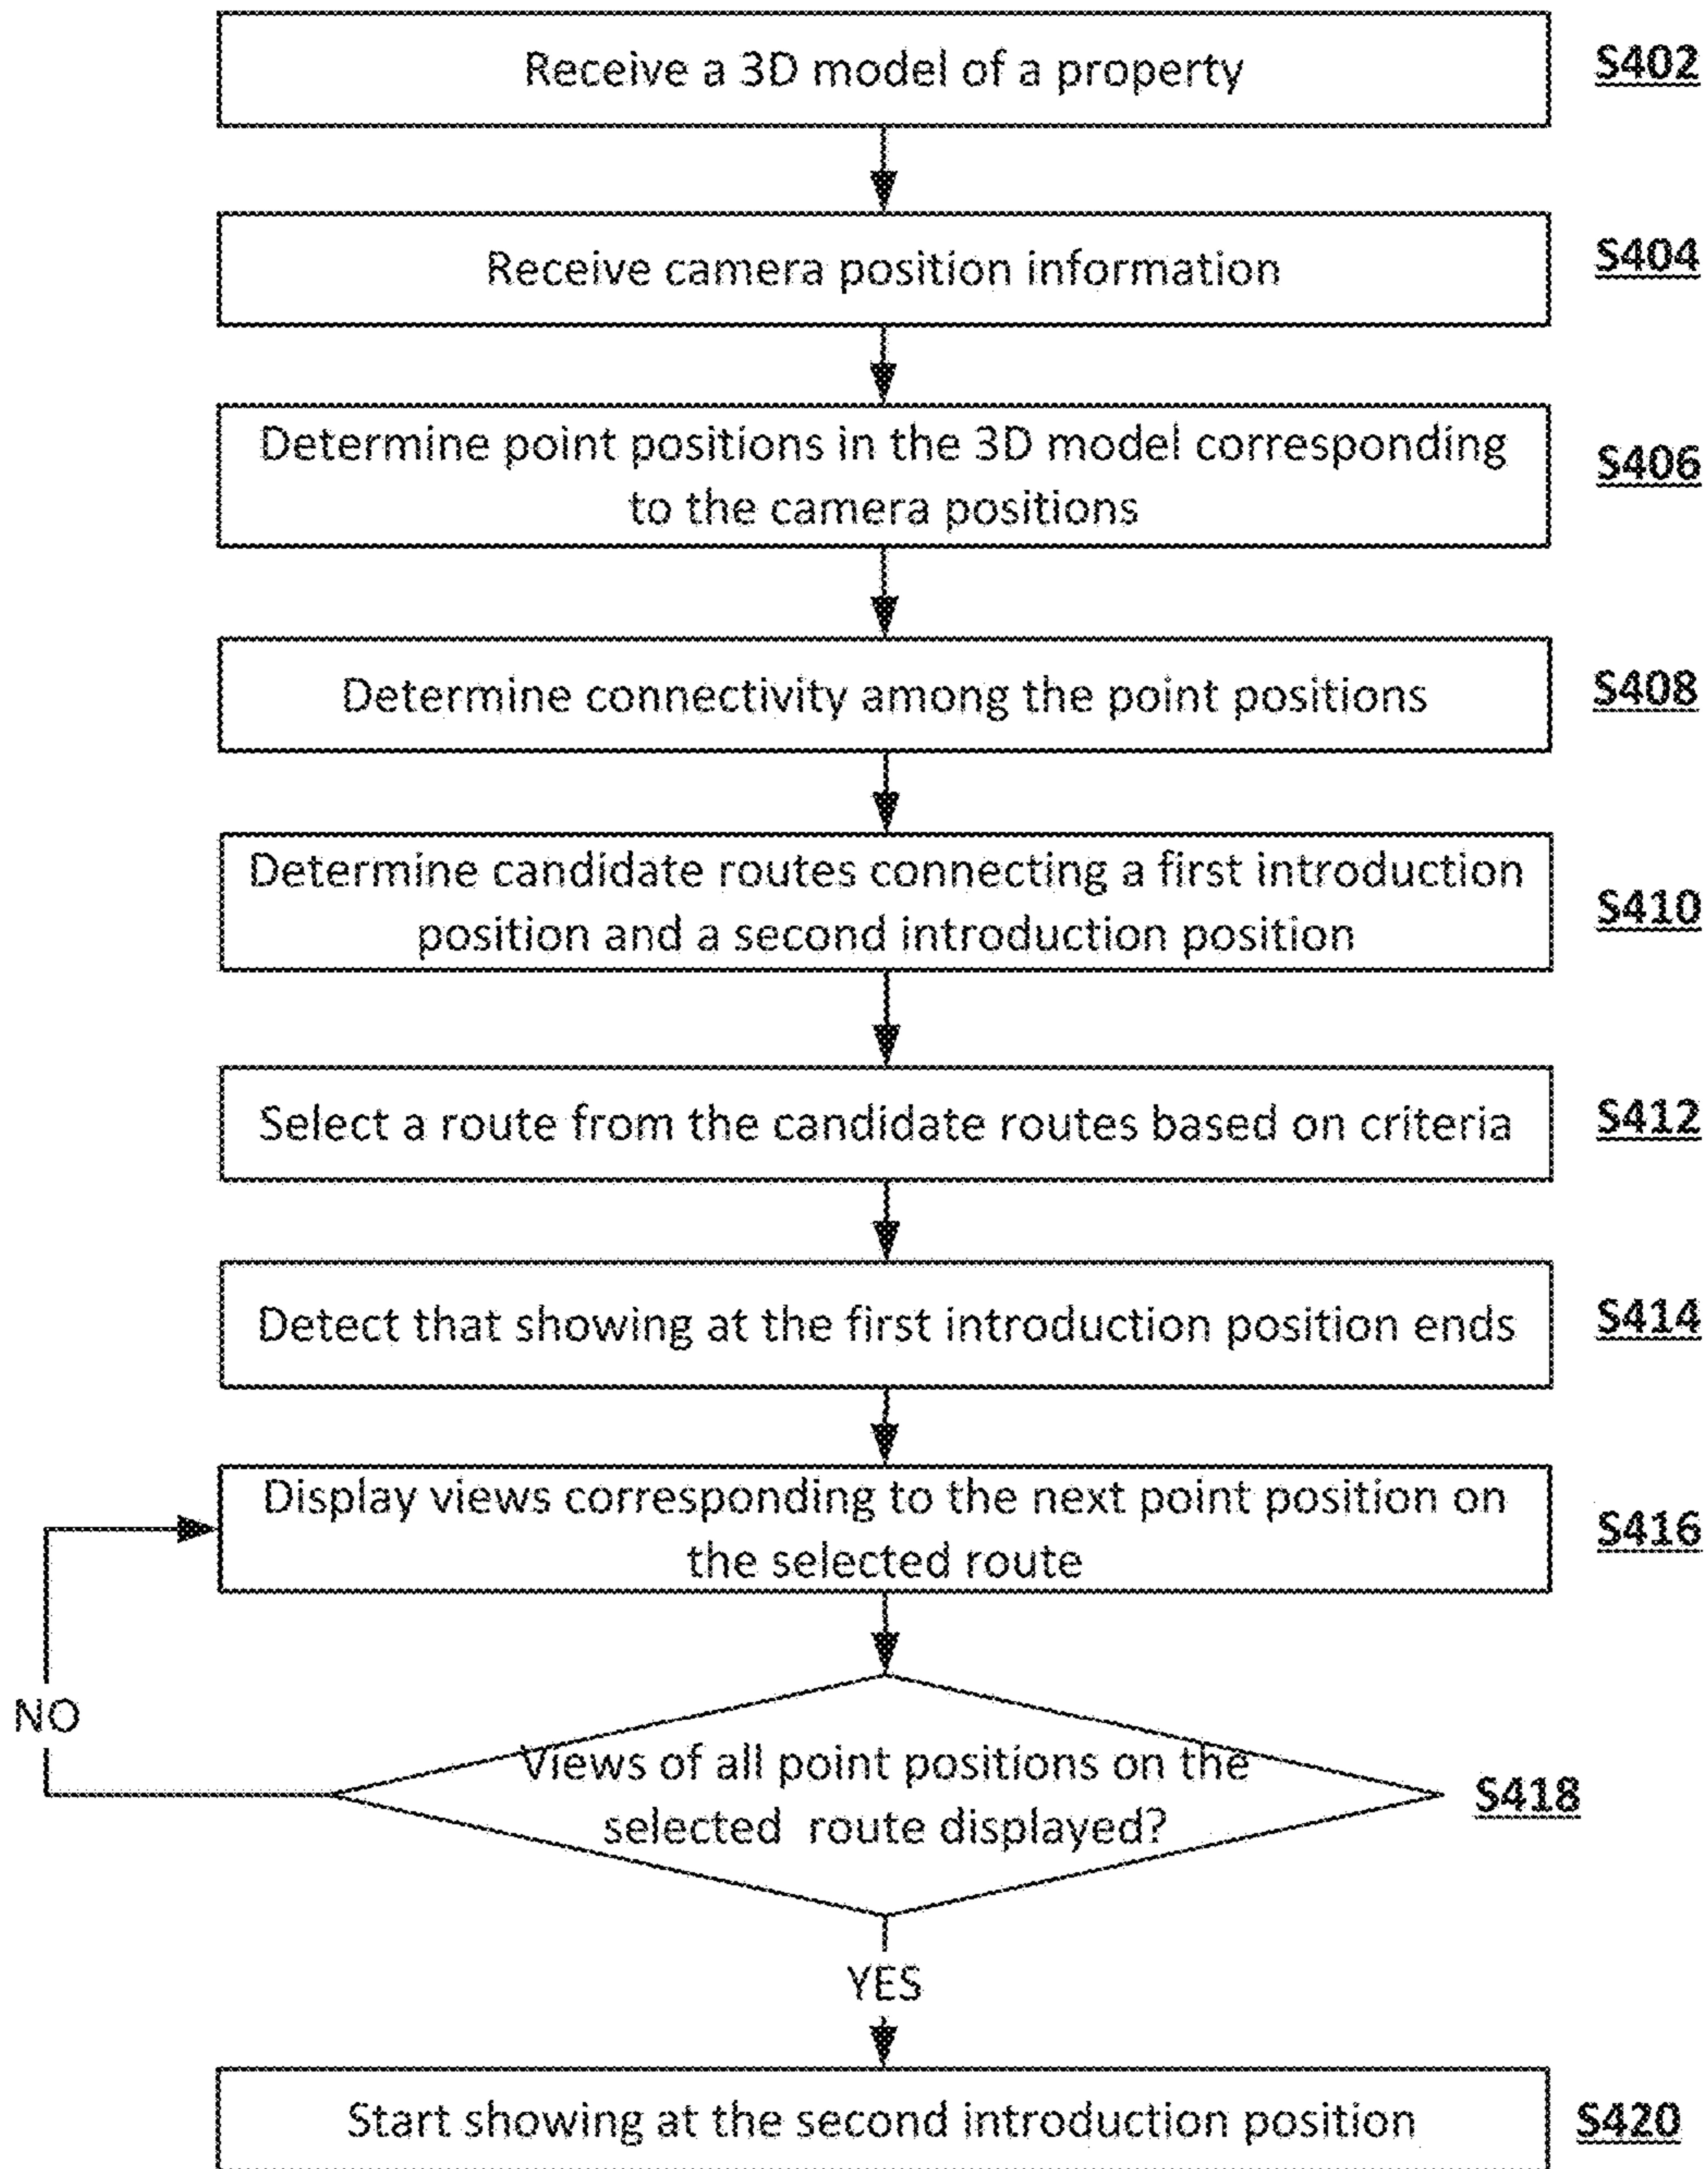 Receive a 3D model of a property
S402
Receive camera position information
S404
Determine point positions in the 3D model corresponding
to the camera positions
S406
Determine connectivity among the point positions
S408
Determine candidate routes connecting a first introduction
position and a second introduction position
S410
Select a route from the candidate routes based on criteria
S412
Detect that showing at the first introduction position ends
S414
Display views corresponding to the next point position on
the selected route
S416
NO
Views of all point positions on the
selected route displayed?
S418
YES
Start showing at the second introduction position
S420